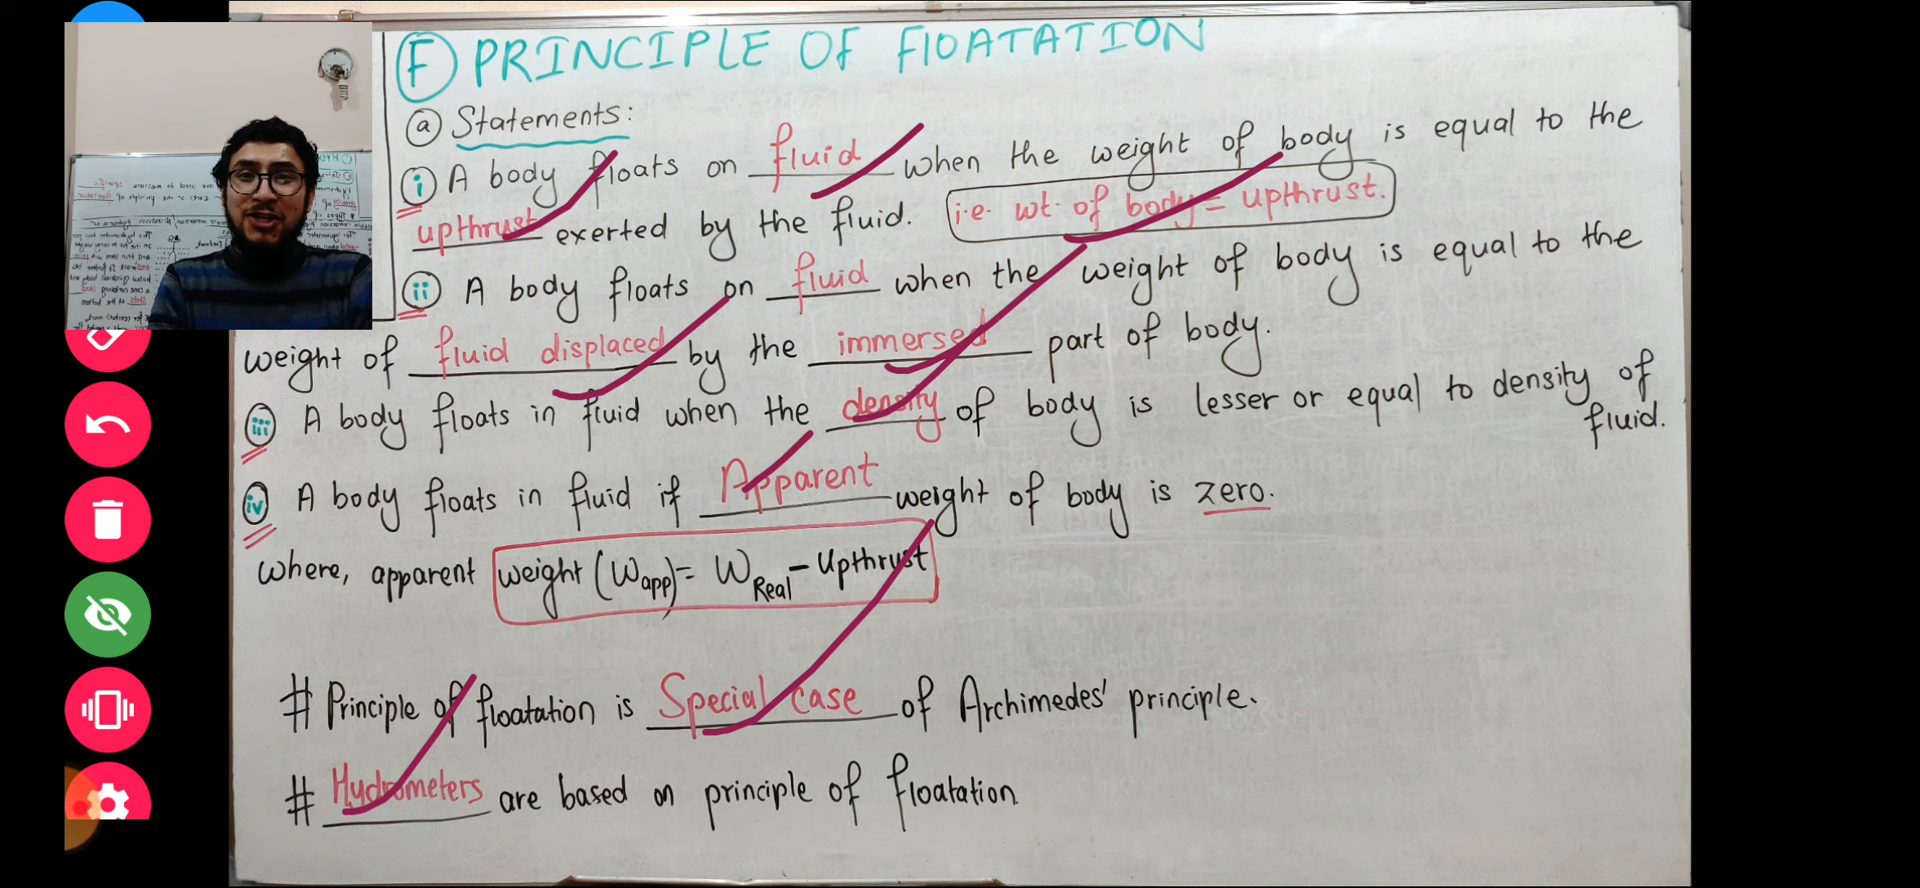 F PRINCIPLE OF FlOATATION
a Statements:
i A body floats on fluid when the weight of body is equal to the
upthrust exerted by the fluid. i.e. wt. of body = upthrust.
ii A body floats on fluid when the weight of body is equal to the
weight of fluid displaced by the immersed part of body.
iii A body floats in fluid when the density of body is lesser or equal to density of
fluid.
iv A body floats in fluid if Apparent weight of body is zero.
where, apparent weight (Wapp) = WReal - Upthrust
# Principle of floatation is Special case of Archimedes' principle.
# Hydrometers are based on principle of floatation.